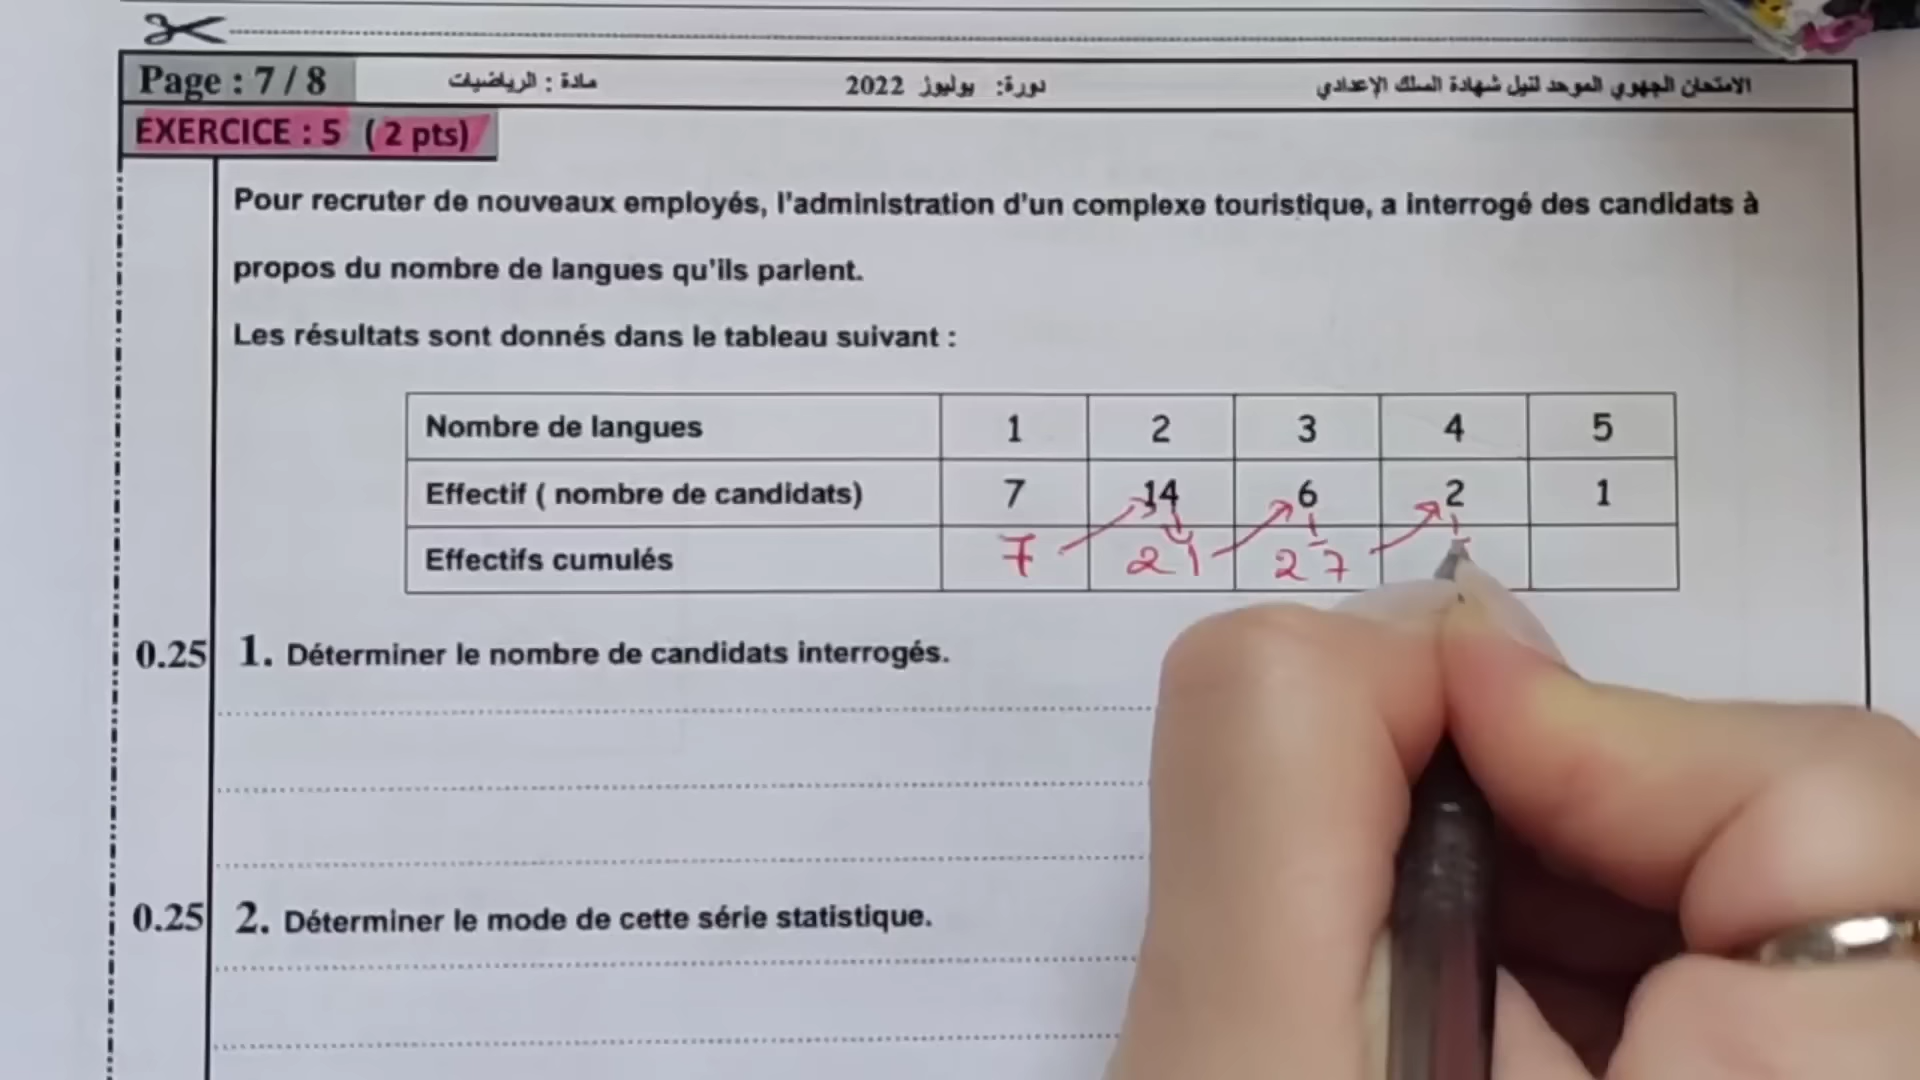 Page : 7 / 8
مادة : الرياضيات
دورة: يوليوز 2022
الامتحان الجهوي الموحد لنيل شهادة السلك الإعدادي
EXERCICE : 5 ( 2 pts)
Pour recruter de nouveaux employés, l'administration d'un complexe touristique, a interrogé des candidats à
propos du nombre de langues qu'ils parlent.
Les résultats sont donnés dans le tableau suivant :
Nombre de langues 1 2 3 4 5
Effectif ( nombre de candidats) 7 14 6 2 1
Effectifs cumulés 7 21 27
0.25 1. Déterminer le nombre de candidats interrogés.
0.25 2. Déterminer le mode de cette série statistique.